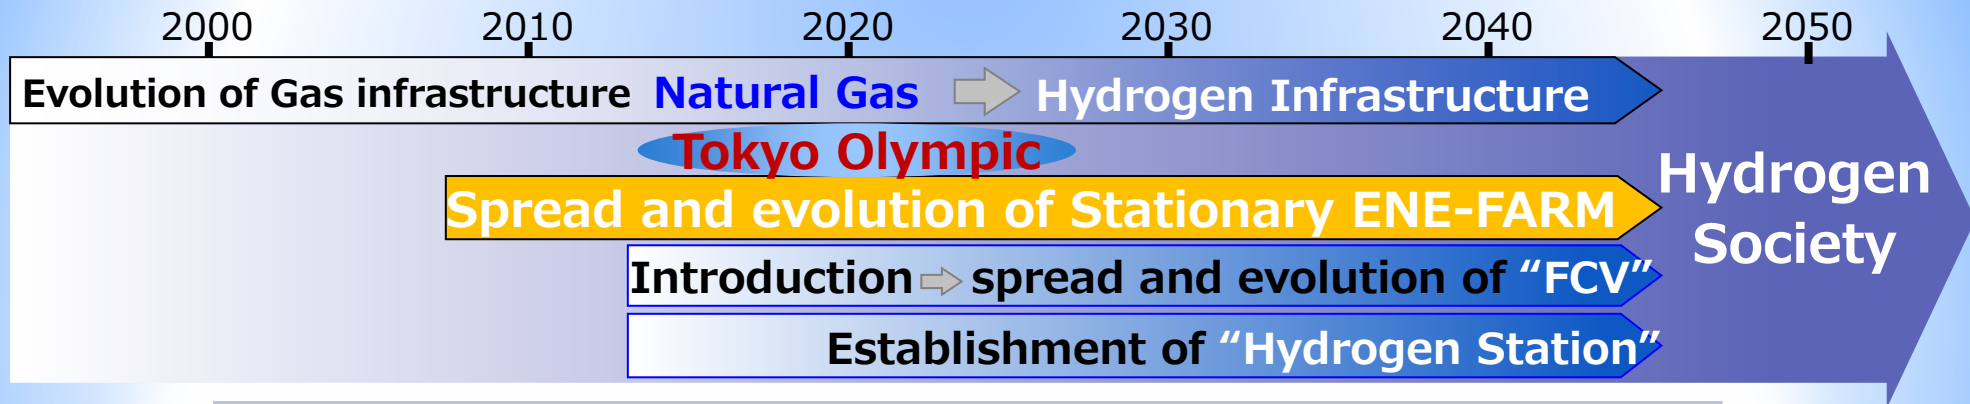 2000 2010 2020 2030 2040 2050
Evolution of Gas infrastructure Natural Gas Hydrogen Infrastructure
Tokyo Olympic
Spread and evolution of Stationary ENE-FARM
Introduction spread and evolution of “FCV”
Establishment of “Hydrogen Station”
Hydrogen
Society